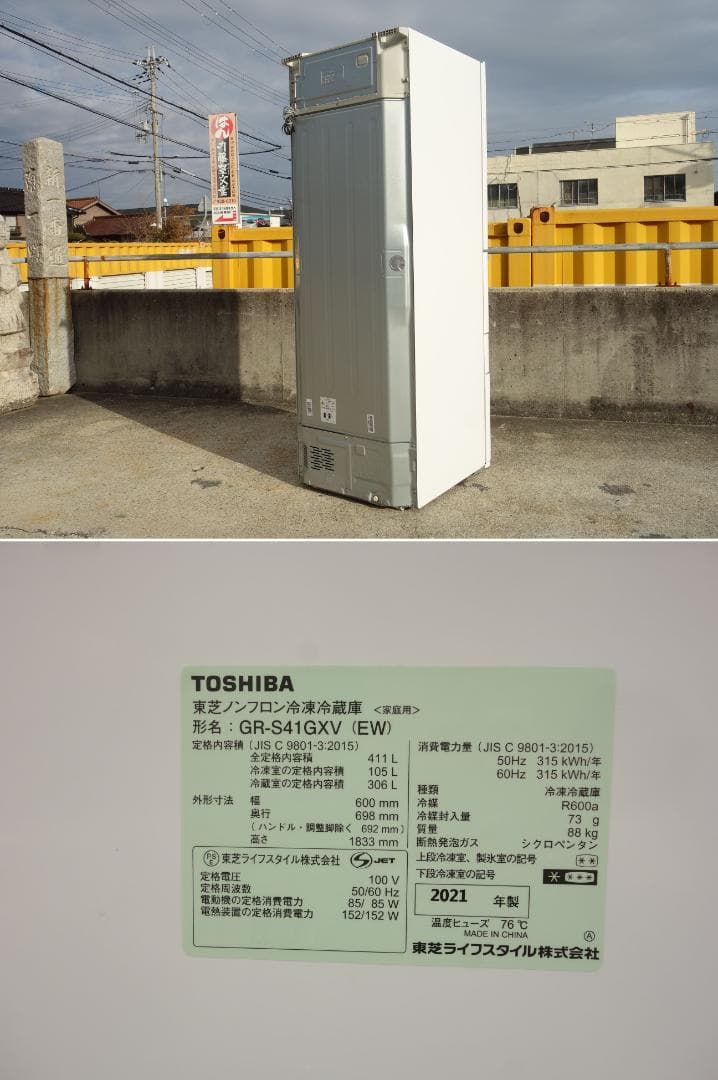 はん
TOSHIBA
東芝ノンフロン冷凍冷蔵庫 <家庭用>
形名：GR-S41GXV (EW)
定格内容積 (JIS C 9801-3:2015)
全定格内容積 411 L
冷凍室の定格内容積 105 L
冷蔵室の定格内容積 306 L
外形寸法 幅 600 mm
奥行 698 mm
(ハンドル・調整脚除く 692 mm)
高さ 1833 mm
PS E 東芝ライフスタイル株式会社 S JET
定格電圧 100 V
定格周波数 50/60 Hz
電動機の定格消費電力 85/ 85 W
電熱装置の定格消費電力 152/152 W
消費電力量 (JIS C 9801-3:2015)
50Hz 315 kWh/年
60Hz 315 kWh/年
種類 冷凍冷蔵庫
冷媒 R600a
冷媒封入量 73 g
質量 88 kg
断熱発泡ガス シクロペンタン
上段冷凍室、製氷室の記号
下段冷凍室の記号
2021 年製
温度ヒューズ 76℃
MADE IN CHINA
A
東芝ライフスタイル株式会社